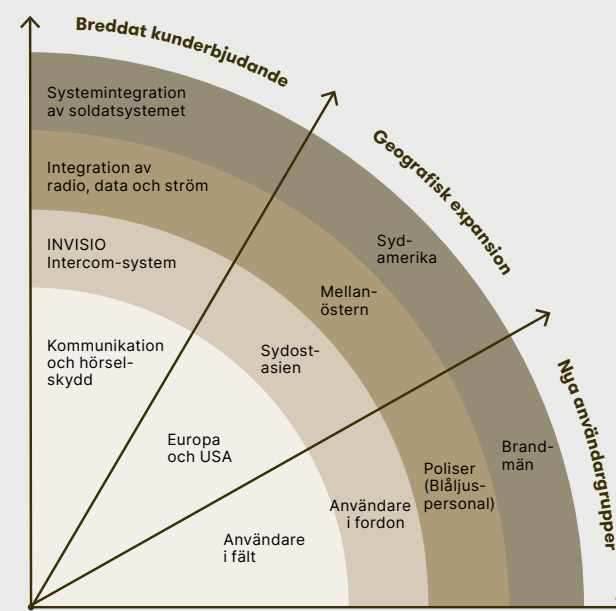 Breddat kunderbjudande
Systemintegration
av soldatsystemet
Integration av
radio, data och ström
INVISIO
Intercom-system
Kommunikation
och hörsel-
skydd
Geografisk expansion
Syd-
amerika
Mellan-
östern
Sydost-
asien
Europa
och USA
Nya användargrupper
Brand-
män
Poliser
(Blåljus-
personal)
Användare
i fordon
Användare
i fält